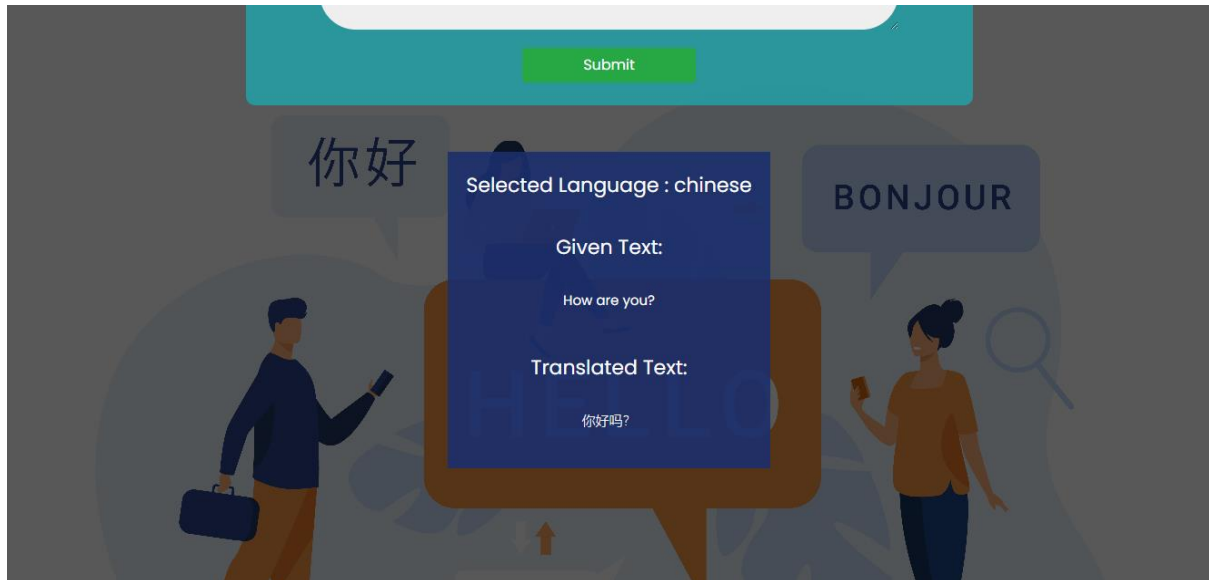 Submit
你好
BONJOUR
Selected Language : chinese
Given Text:
How are you?
Translated Text:
你好吗?
HELLO